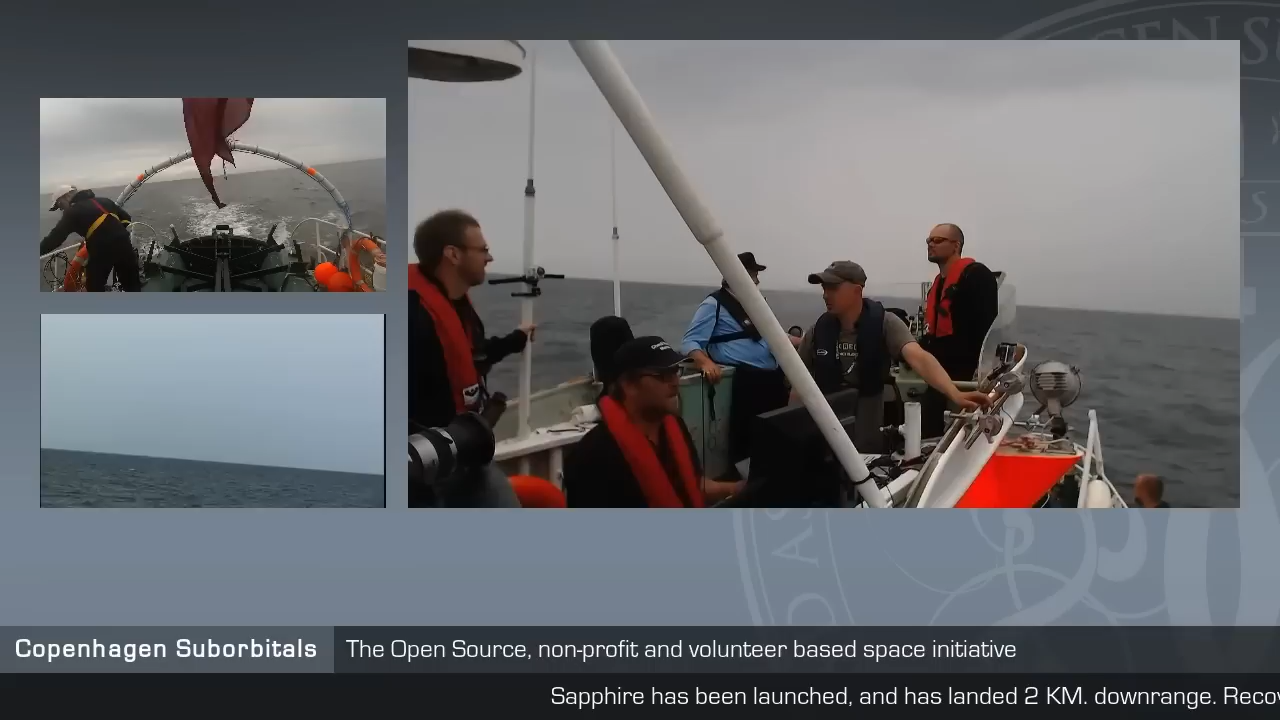 Copenhagen Suborbitals
The Open Source, non-profit and volunteer based space initiative
Sapphire has been launched, and has landed 2 KM. downrange.